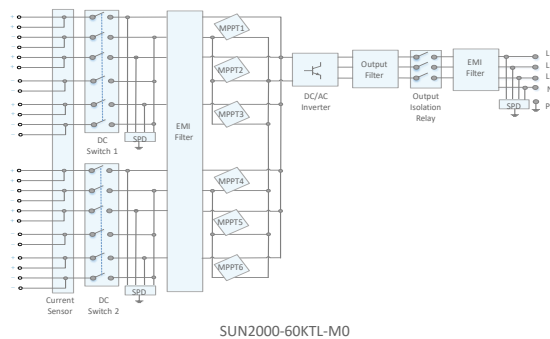 MPPT1
MPPT2
MPPT3
SPD
DC
Switch 1
EMI
Filter
DC/AC
Inverter
Output
Filter
Output
Isolation
Relay
EMI
Filter
L
L
L
N
SPD
P
MPPT4
MPPT5
MPPT6
SPD
Current
Sensor
DC
Switch 2
SUN2000-60KTL-M0